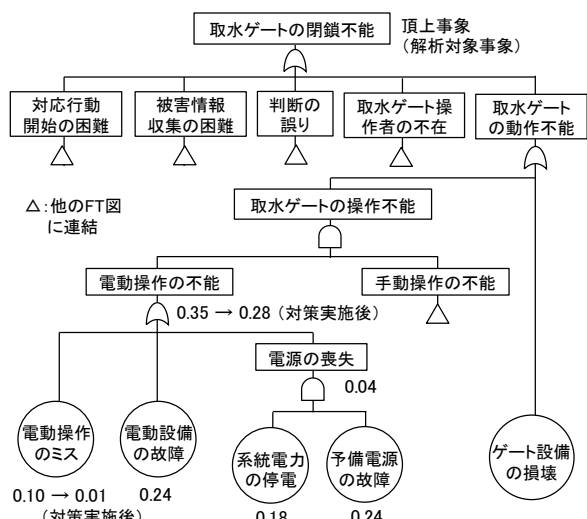 取水ゲートの閉鎖不能
頂上事象
(解析対象事象)
対応行動
開始の困難
被害情報
収集の困難
判断の
誤り
取水ゲート操
作者の不在
取水ゲート
の動作不能
△:他のFT図
に連結
取水ゲートの操作不能
電動操作の不能
手動操作の不能
0.35 → 0.28 (対策実施後)
電源の喪失
0.04
電動操作
のミス
電動設備
の故障
系統電力
の停電
予備電源
の故障
ゲート設備
の損壊
0.10 → 0.01
(対策実施後)
0.24
0.18
0.24